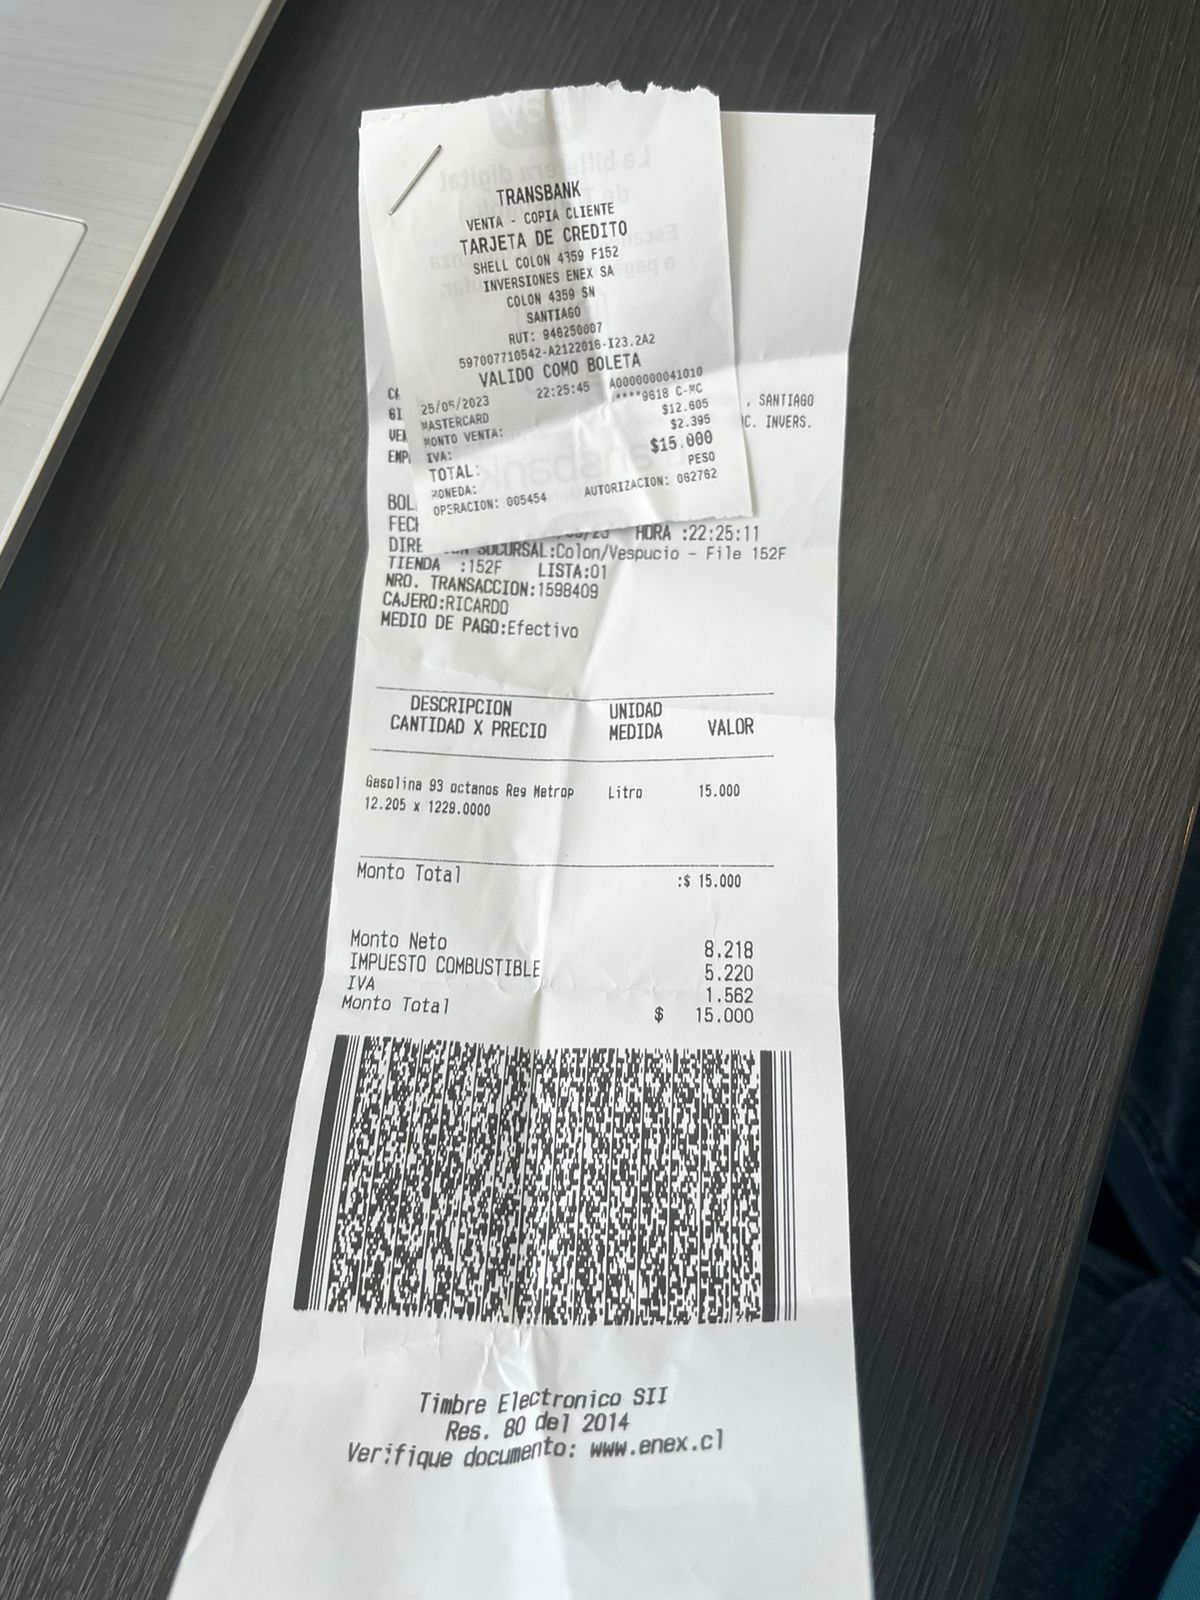 TRANSBANK
VENTA - COPIA CLIENTE
TARJETA DE CREDITO
SHELL COLON 4359 F152
INVERSIONES ENEX SA
COLON 4359 SN
SANTIAGO
RUT: 946250007
597007710542-A2122016-I23.2A2
VALIDO COMO BOLETA
25/05/2023 22:25:45 A0000000041010
MASTERCARD ****9618 C-MC
MONTO VENTA: $12.605
IVA: $2.395
TOTAL: $15.000
MONEDA: PESO
OPERACION: 005454 AUTORIZACION: 062762
, SANTIAGO
C. INVERS.
HORA :22:25:11
SUCURSAL:Colon/Vespucio - File 152F
TIENDA :152F LISTA:01
NRO. TRANSACCION:1598409
CAJERO:RICARDO
MEDIO DE PAGO:Efectivo
DESCRIPCION UNIDAD
CANTIDAD X PRECIO MEDIDA VALOR
Gasolina 93 octanos Reg Metrop Litro 15.000
12.205 x 1229.0000
Monto Total :$ 15.000
Monto Neto 8.218
IMPUESTO COMBUSTIBLE 5.220
IVA 1.562
Monto Total $ 15.000
Timbre Electronico SII
Res. 80 del 2014
Verifique documento: www.enex.cl